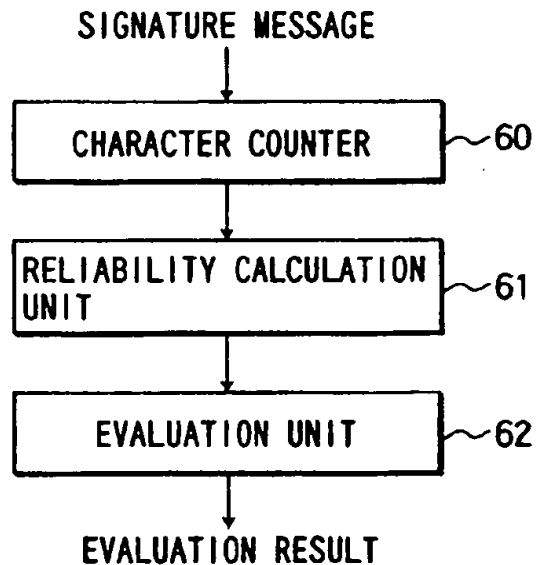 SIGNATURE MESSAGE
CHARACTER COUNTER
60
RELIABILITY CALCULATION
UNIT
61
EVALUATION UNIT
62
EVALUATION RESULT